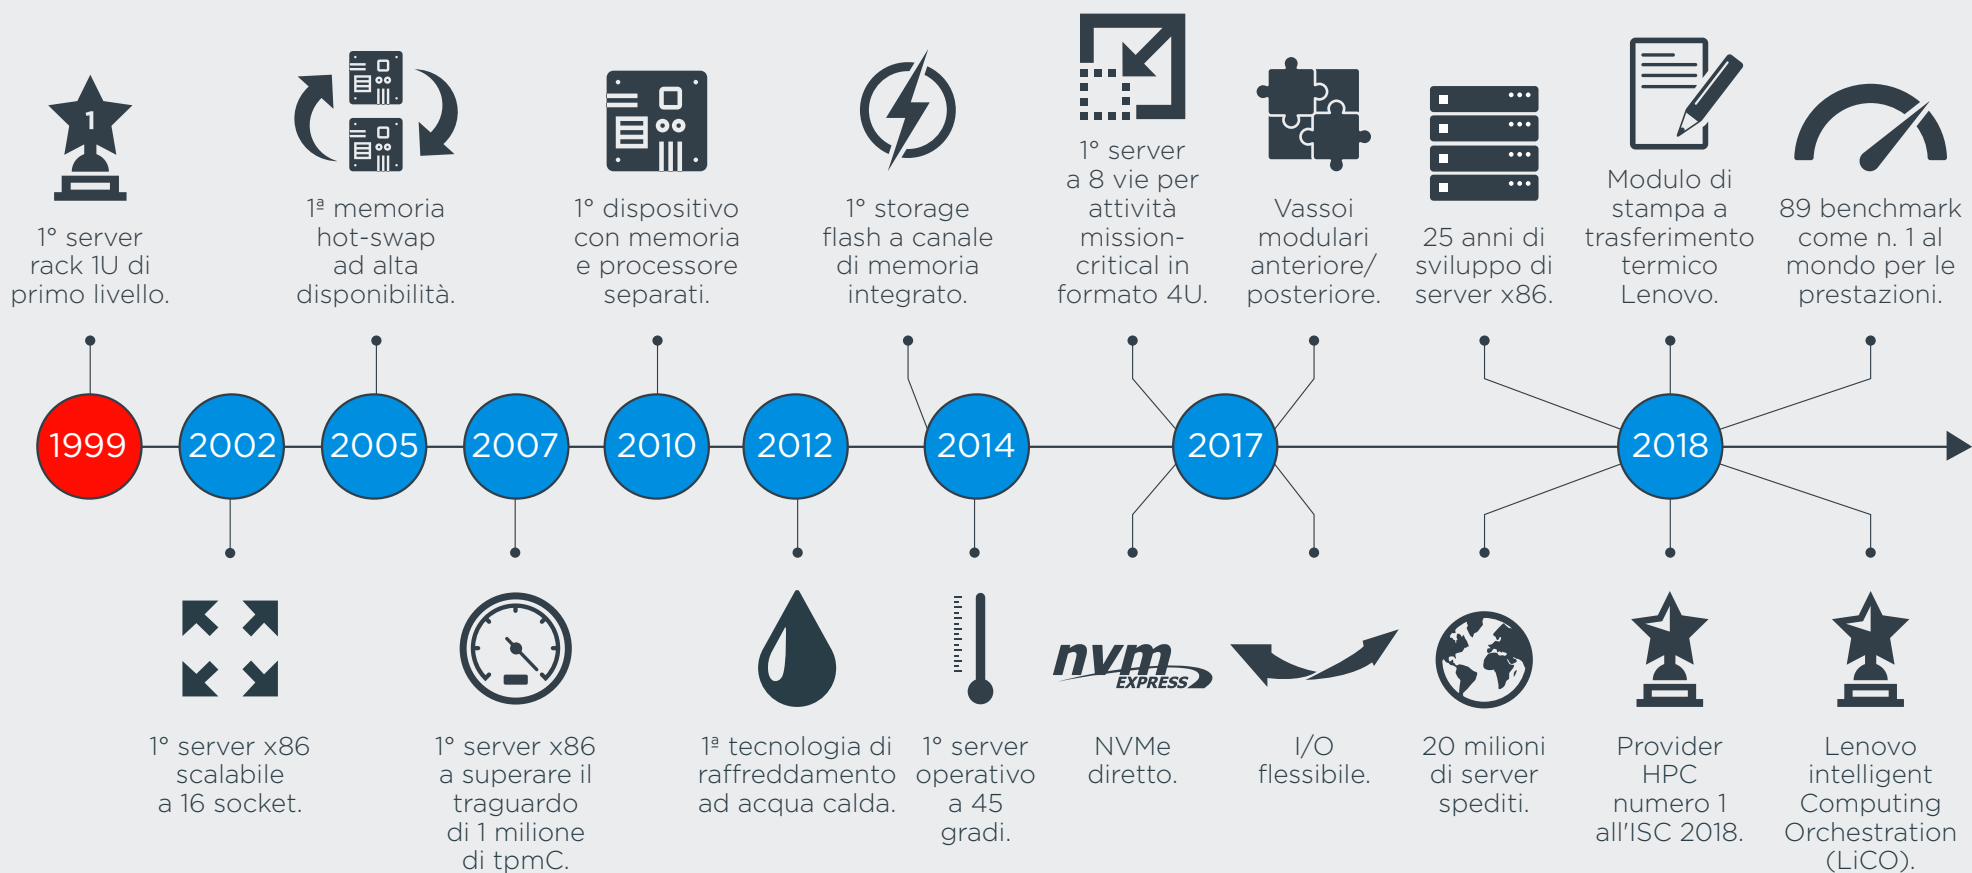 1
1° server
rack 1U di
primo livello.
1ª memoria
hot-swap
ad alta
disponibilità.
1° dispositivo
con memoria
e processore
separati.
1° storage
flash a canale
di memoria
integrato.
1° server
a 8 vie per
attività
mission-
critical in
formato 4U.
Vassoi
modulari
anteriore/
posteriore.
25 anni di
sviluppo di
server x86.
Modulo di
stampa a
trasferimento
termico
Lenovo.
89 benchmark
come n. 1 al
mondo per le
prestazioni.
1999
2002
2005
2007
2010
2012
2014
2017
2018
1° server x86
scalabile
a 16 socket.
1° server x86
a superare il
traguardo
di 1 milione
di tpmC.
1ª tecnologia di
raffreddamento
ad acqua calda.
1° server
operativo
a 45
gradi.
nvm
EXPRESS
NVMe
diretto.
I/O
flessibile.
20 milioni
di server
spediti.
Provider
HPC
numero 1
all'ISC 2018.
Lenovo
intelligent
Computing
Orchestration
(LiCO).